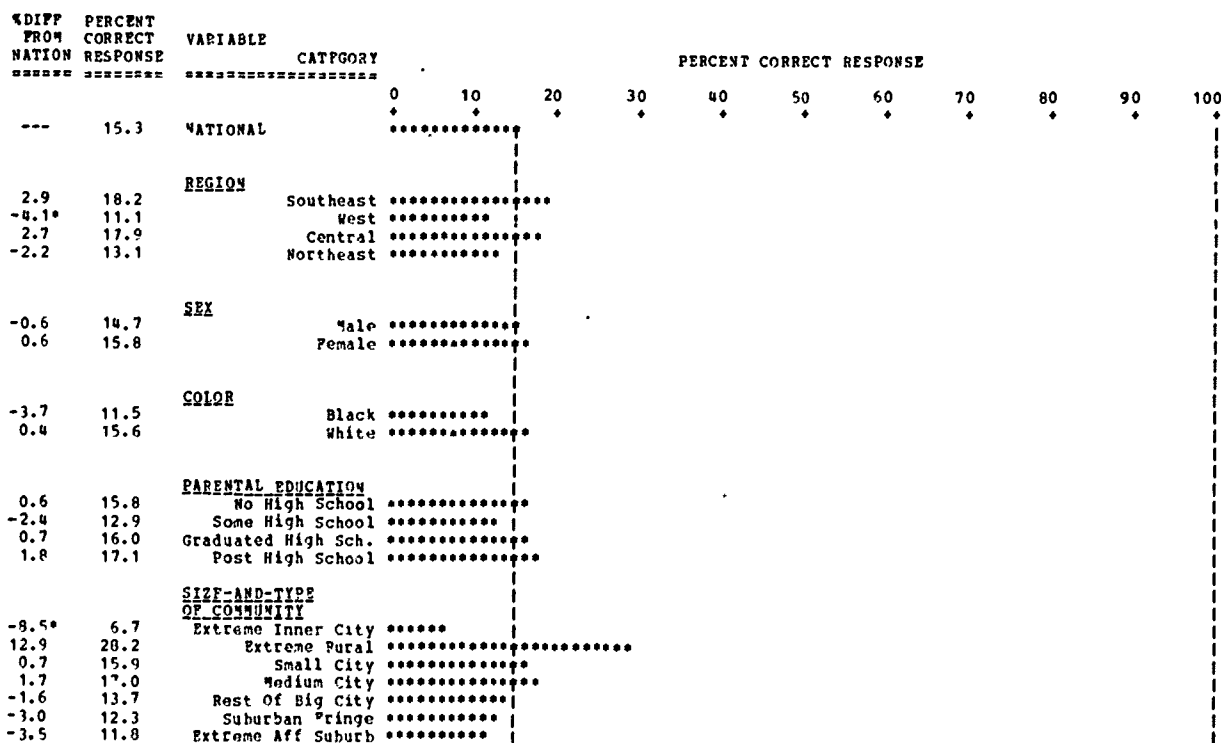 %DIFF PERCENT
FROM CORRECT VARIABLE
NATION RESPONSE CATEGORY PERCENT CORRECT RESPONSE
====== ======== ===================
0 10 20 30 40 50 60 70 80 90 100
--- 15.3 NATIONAL
REGION
2.9 18.2 Southeast
-4.1* 11.1 West
2.7 17.9 Central
-2.2 13.1 Northeast
SEX
-0.6 14.7 Male
0.6 15.8 Female
COLOR
-3.7 11.5 Black
0.4 15.6 White
PARENTAL EDUCATION
0.6 15.8 No High School
-2.4 12.9 Some High School
0.7 16.0 Graduated High Sch.
1.8 17.1 Post High School
SIZE-AND-TYPE
OF COMMUNITY
-8.5* 6.7 Extreme Inner City
12.9 28.2 Extreme Rural
0.7 15.9 Small City
1.7 17.0 Medium City
-1.6 13.7 Rest Of Big City
-3.0 12.3 Suburban Fringe
-3.5 11.8 Extreme Aff Suburb